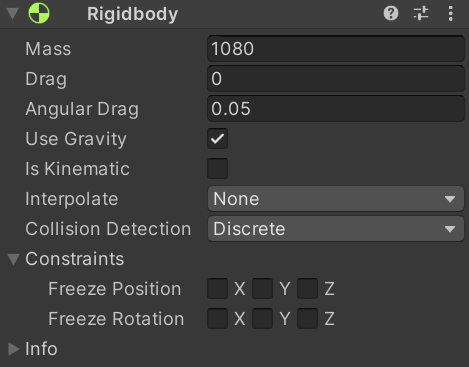 Rigidbody
Mass 1080
Drag 0
Angular Drag 0.05
Use Gravity
Is Kinematic
Interpolate None
Collision Detection Discrete
Constraints
Freeze Position X Y Z
Freeze Rotation X Y Z
Info